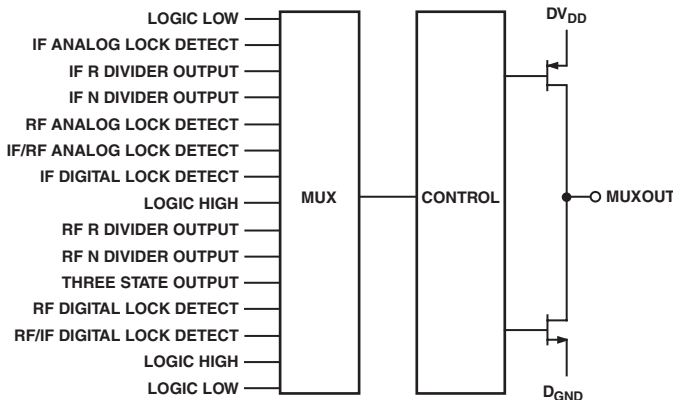 LOGIC LOW
IF ANALOG LOCK DETECT
IF R DIVIDER OUTPUT
IF N DIVIDER OUTPUT
RF ANALOG LOCK DETECT
IF/RF ANALOG LOCK DETECT
IF DIGITAL LOCK DETECT
LOGIC HIGH
RF R DIVIDER OUTPUT
RF N DIVIDER OUTPUT
THREE STATE OUTPUT
RF DIGITAL LOCK DETECT
RF/IF DIGITAL LOCK DETECT
LOGIC HIGH
LOGIC LOW
MUX
CONTROL
DVDD
MUXOUT
DGND